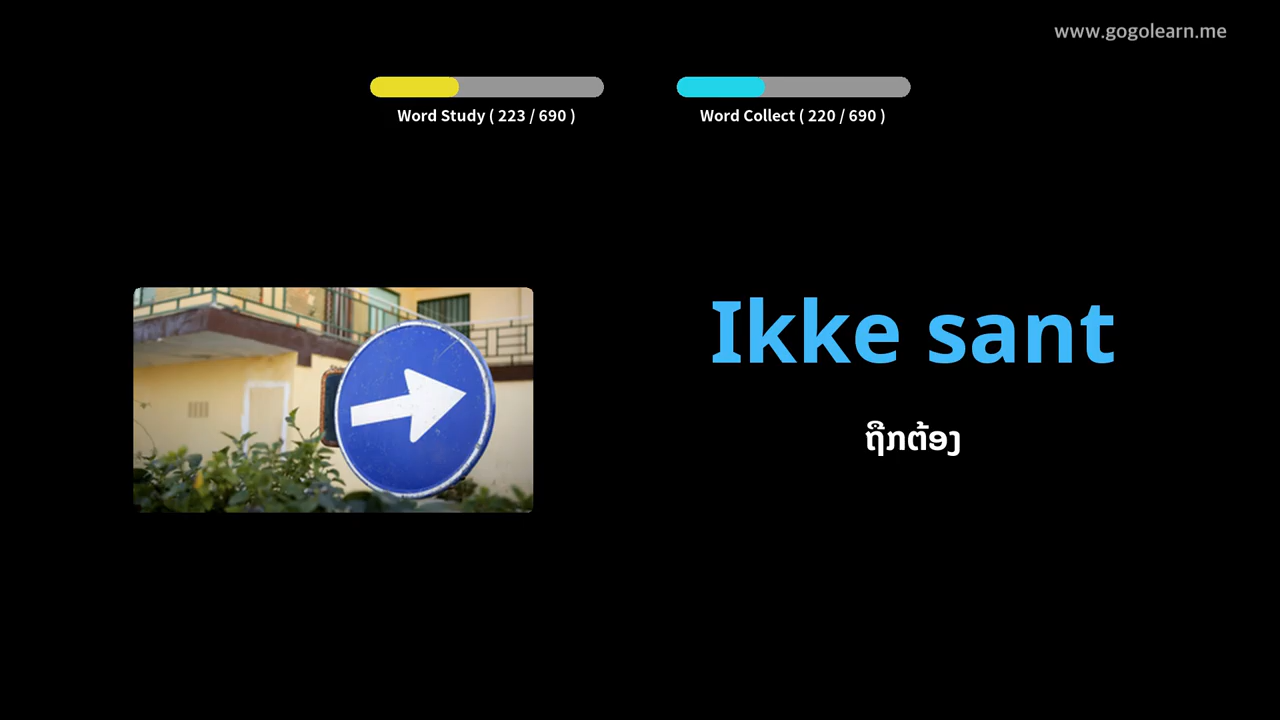 www.gogolearn.me
Word Study ( 223 / 690 )
Word Collect ( 220 / 690 )
Ikke sant
ຖືກຕ້ອງ